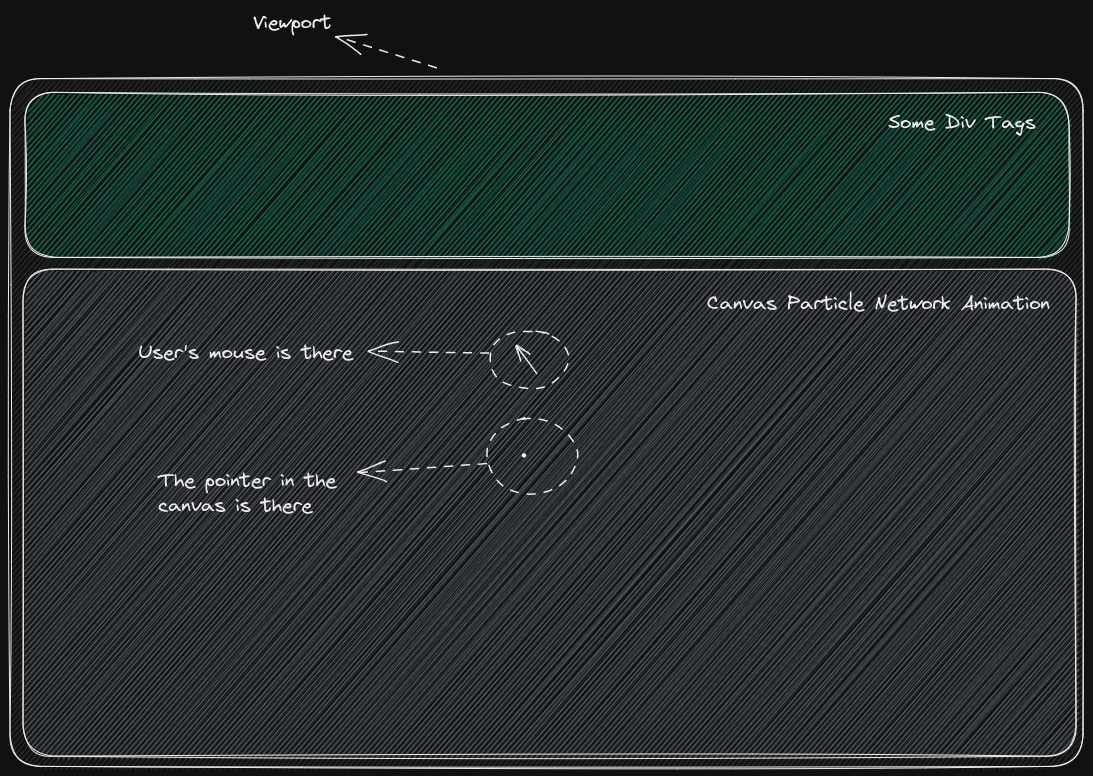 Viewport
Some Div Tags
Canvas Particle Network Animation
User's mouse is there
The pointer in the
canvas is there